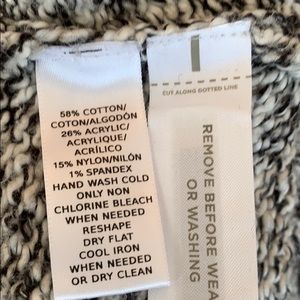 58% COTTON/
COTON/ALGODÓN
26% ACRYLIC/
ACRYLIQUE/
ACRÍLICO
15% NYLON/NILÓN
1% SPANDEX
HAND WASH COLD
ONLY NON
CHLORINE BLEACH
WHEN NEEDED
RESHAPE
DRY FLAT
COOL IRON
WHEN NEEDED
OR DRY CLEAN
CUT ALONG DOTTED LINE
REMOVE BEFORE WEA
OR WASHING